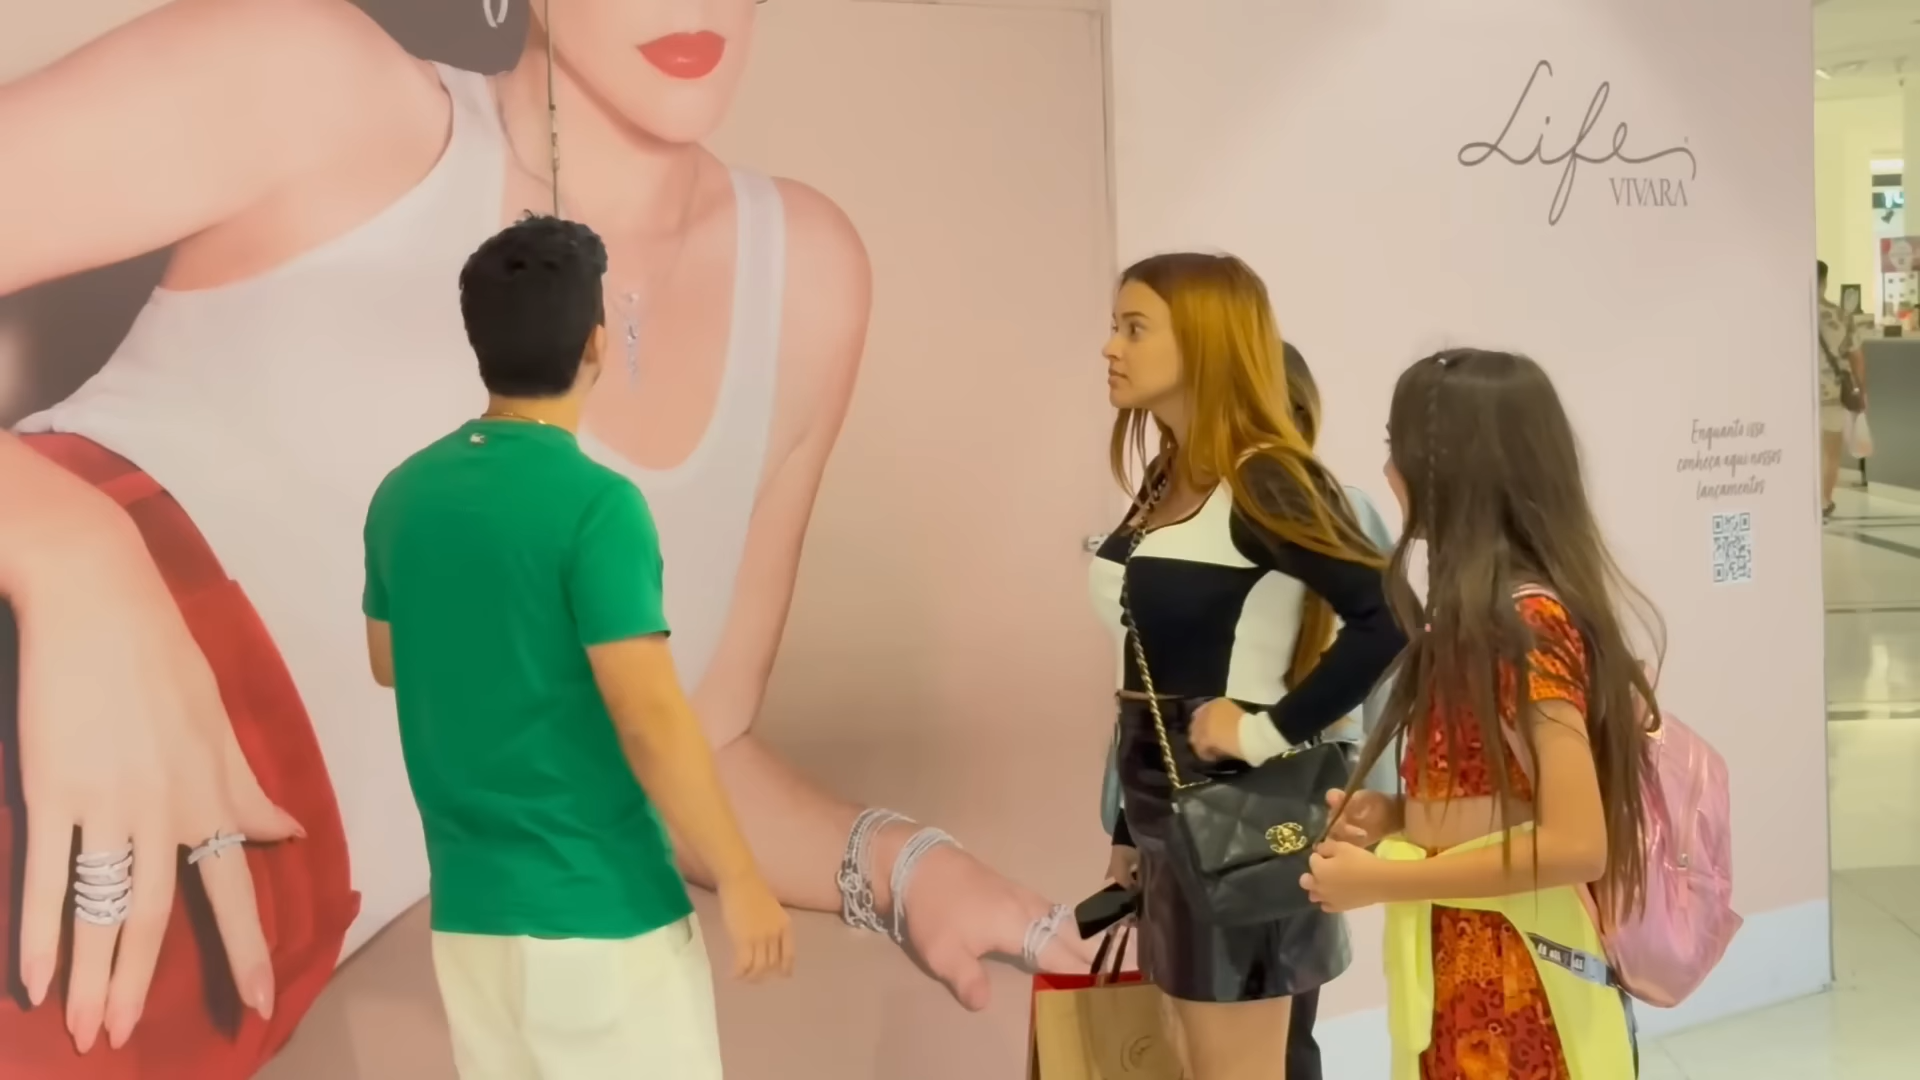 Life
VIVARA
Enquanto isso
conheça aqui nossos
lançamentos